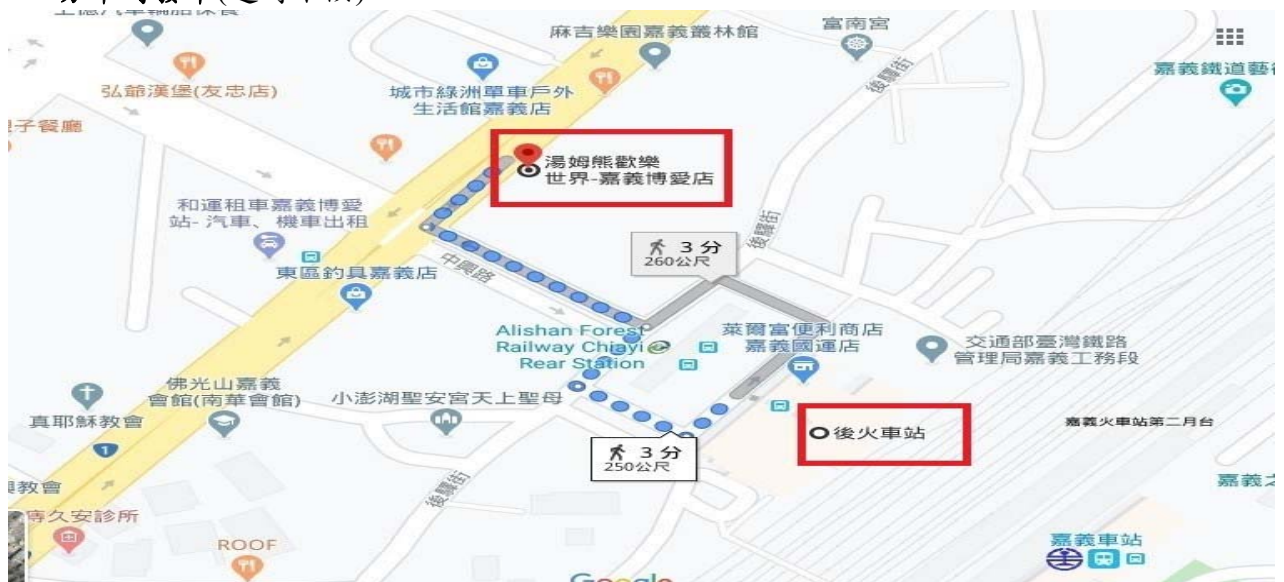 麻吉樂園嘉義叢林館
富南宮
弘爺漢堡(友忠店)
城市綠洲單車戶外
生活館嘉義店
後驛街
嘉義鐵道藝
子餐廳
湯姆熊歡樂
世界-嘉義博愛店
和運租車嘉義博愛
站-汽車、機車出租
後驛街
3 分
260公尺
東區釣具嘉義店
中興路
Alishan Forest
Railway Chiayi
Rear Station
萊爾富便利商店
嘉義國運店
交通部臺灣鐵路
管理局嘉義工務段
佛光山嘉義
會館(南華會館)
小澎湖聖安宮天上聖母
真耶穌教會
1
後火車站
嘉義火車站第二月台
3 分
250公尺
後驛街
教會
嘉義之
久安診所
ROOF
嘉義車站
Google